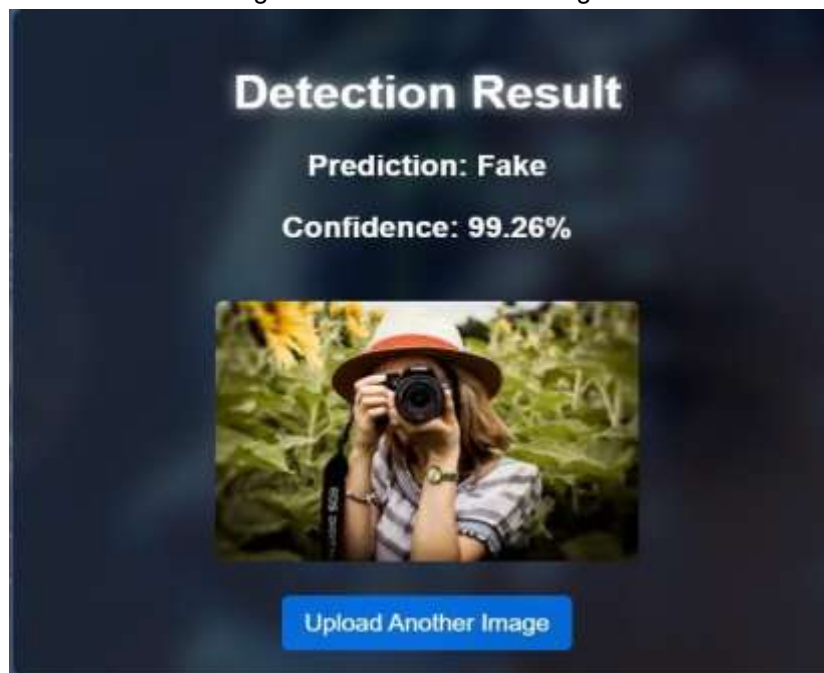 Detection Result
Prediction: Fake
Confidence: 99.26%
Upload Another Image